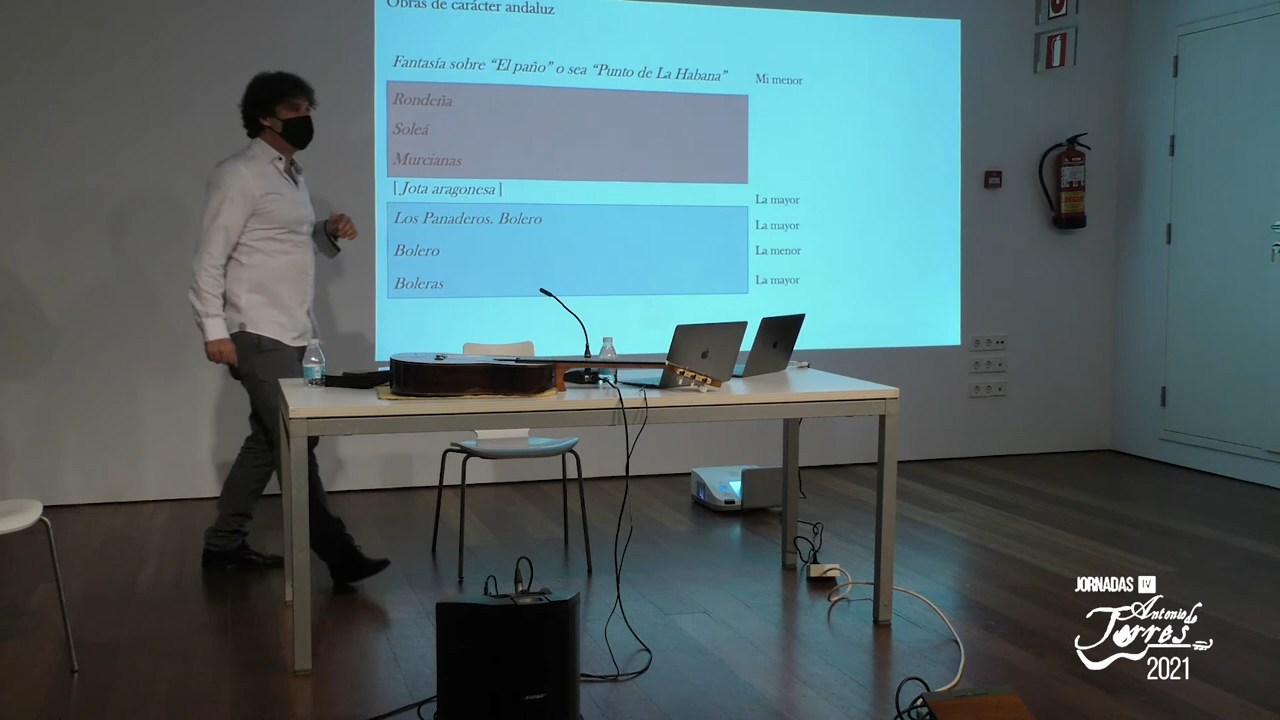 Obras de carácter andaluz
Fantasía sobre “El paño” o sea “Punto de La Habana” Mi menor
Rondeña
Soleá
Murcianas
[Jota aragonesa] La mayor
Los Panaderos. Bolero La mayor
Bolero La menor
Boleras La mayor
JORNADAS IV
Antonio de
Torres
2021
BOSE